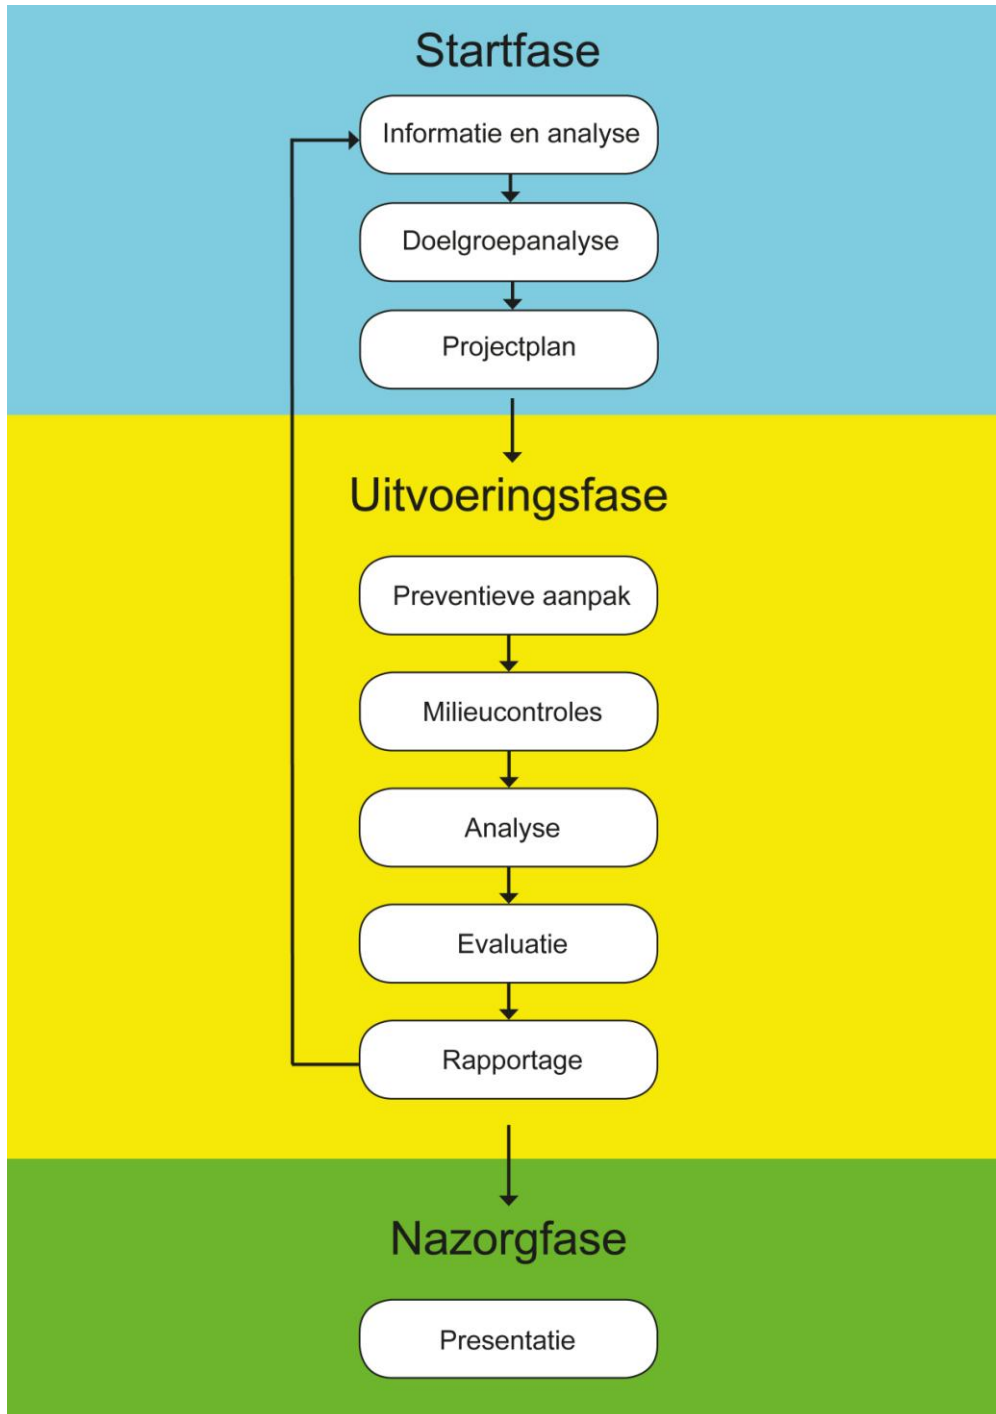 Startfase
Informatie en analyse
Doelgroepanalyse
Projectplan
Uitvoeringsfase
Preventieve aanpak
Milieucontroles
Analyse
Evaluatie
Rapportage
Nazorgfase
Presentatie